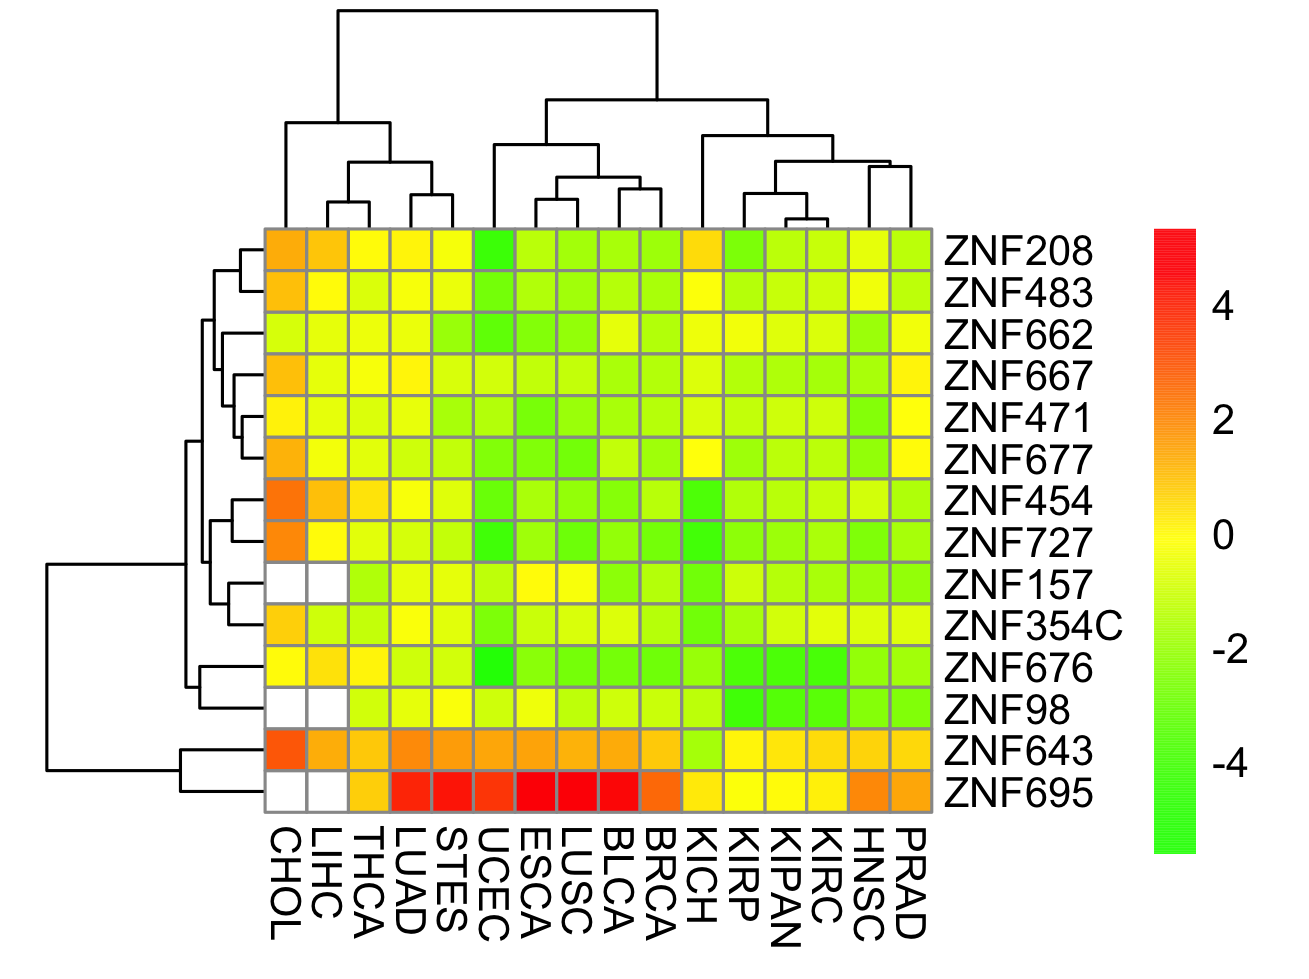 ZNF208
ZNF483
ZNF662
ZNF667
ZNF471
ZNF677
ZNF454
ZNF727
ZNF157
ZNF354C
ZNF676
ZNF98
ZNF643
ZNF695
4
2
0
-2
-4
CHOL
LIHC
THCA
LUAD
STES
UCEC
ESCA
LUSC
BLCA
BRCA
KICH
KIRP
KIPAN
KIRC
HNSC
PRAD